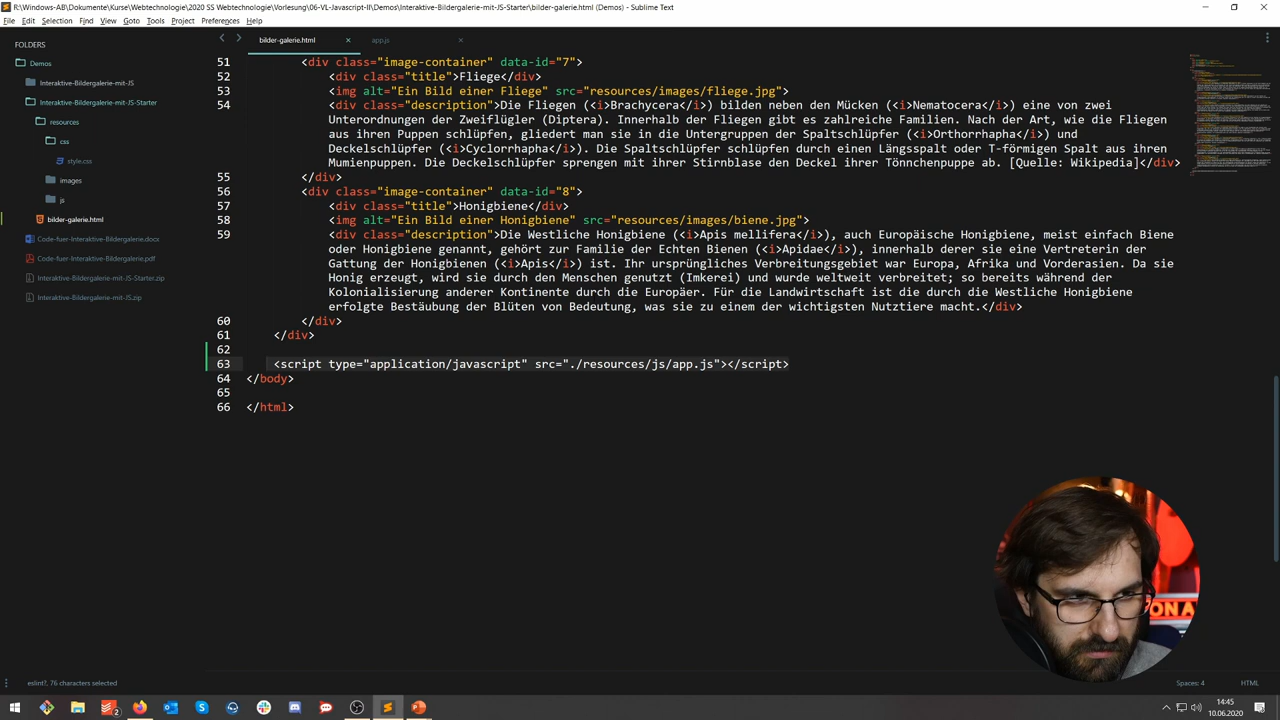 R:\Windows-AB\Dokumente\Kurse\Webtechnologie\2020 SS Webtechnologie\Vorlesung\06-VL-Javascript-II\Demos\Interaktive-Bildergalerie-mit-JS-Starter\bilder-galerie.html (Demos) - Sublime Text
File Edit Selection Find View Goto Tools Project Preferences Help
FOLDERS
Demos
Interaktive-Bildergalerie-mit-JS
Interaktive-Bildergalerie-mit-JS-Starter
resources
css
style.css
images
js
bilder-galerie.html
Code-fuer-Interaktive-Bildergalerie.docx
Code-fuer-Interaktive-Bildergalerie.pdf
Interaktive-Bildergalerie-mit-JS-Starter.zip
Interaktive-Bildergalerie-mit-JS.zip
bilder-galerie.html app.js
51 <div class="image-container" data-id="7">
52 <div class="title">Fliege</div>
53 <img alt="Ein Bild einer Fliege" src="resources/images/fliege.jpg">
54 <div class="description">Die Fliegen (<i>Brachycera</i>) bilden neben den Mücken (<i>Nematocera</i>) eine von zwei
Unterordnungen der Zweiflügler (Diptera). Innerhalb der Fliegen gibt es zahlreiche Familien. Nach der Art, wie die Fliegen
aus ihren Puppen schlüpfen, gliedert man sie in die Untergruppen der Spaltschlüpfer (<i>Orthorrhapha</i>) und
Deckelschlüpfer (<i>Cyclorrhapha</i>). Die Spaltschlüpfer schlüpfen durch einen Längsspalt oder T-förmigen Spalt aus ihren
Mumienpuppen. Die Deckelschlüpfer sprengen mit ihrer Stirnblase den Deckel ihrer Tönnchenpuppen ab. [Quelle: Wikipedia]</div>
55 </div>
56 <div class="image-container" data-id="8">
57 <div class="title">Honigbiene</div>
58 <img alt="Ein Bild einer Honigbiene" src="resources/images/biene.jpg">
59 <div class="description">Die Westliche Honigbiene (<i>Apis mellifera</i>), auch Europäische Honigbiene, meist einfach Biene
oder Honigbiene genannt, gehört zur Familie der Echten Bienen (<i>Apidae</i>), innerhalb derer sie eine Vertreterin der
Gattung der Honigbienen (<i>Apis</i>) ist. Ihr ursprüngliches Verbreitungsgebiet war Europa, Afrika und Vorderasien. Da sie
Honig erzeugt, wird sie durch den Menschen genutzt (Imkerei) und wurde weltweit verbreitet; so bereits während der
Kolonialisierung anderer Kontinente durch die Europäer. Für die Landwirtschaft ist die durch die Westliche Honigbiene
erfolgte Bestäubung der Blüten von Bedeutung, was sie zu einem der wichtigsten Nutztiere macht.</div>
60 </div>
61 </div>
62
63 <script type="application/javascript" src="./resources/js/app.js"></script>
64 </body>
65
66 </html>
ON A
eslint?, 76 characters selected
Spaces: 4 HTML
2
14:45
10.06.2020